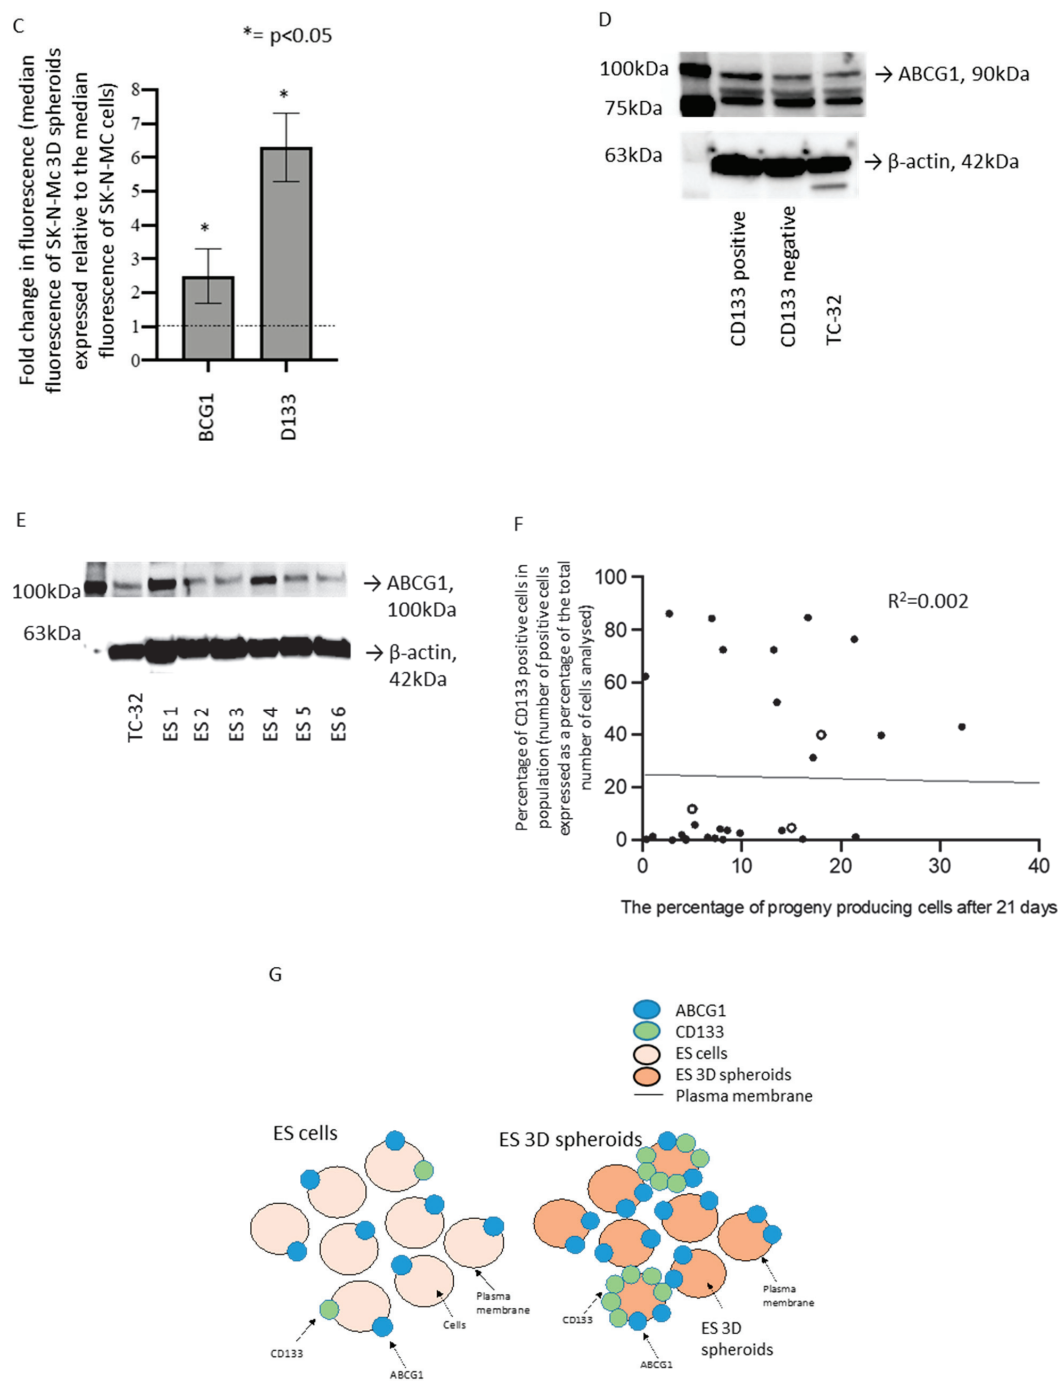 C
*= p<0.05
Fold change in fluorescence (median
fluorescence of SK-N-Mc 3D spheroids
expressed relative to the median
fluorescence of SK-N-MC cells)
8
7
6
5
4
3
2
1
0
*
*
BCG1
D133
D
100kDa
75kDa
→ ABCG1, 90kDa
63kDa
→ β-actin, 42kDa
CD133 positive
CD133 negative
TC-32
E
100kDa
→ ABCG1,
100kDa
63kDa
→ β-actin,
42kDa
TC-32
ES 1
ES 2
ES 3
ES 4
ES 5
ES 6
F
Percentage of CD133 positive cells in
population (number of positive cells
expressed as a percentage of the total
number of cells analysed)
100
80
60
40
20
0
R²=0.002
0 10 20 30 40
The percentage of progeny producing cells after 21 days
G
ABCG1
CD133
ES cells
ES 3D spheroids
Plasma membrane
ES cells
CD133
ABCG1
Cells
Plasma
membrane
ES 3D spheroids
CD133
ABCG1
ES 3D
spheroids
Plasma
membrane